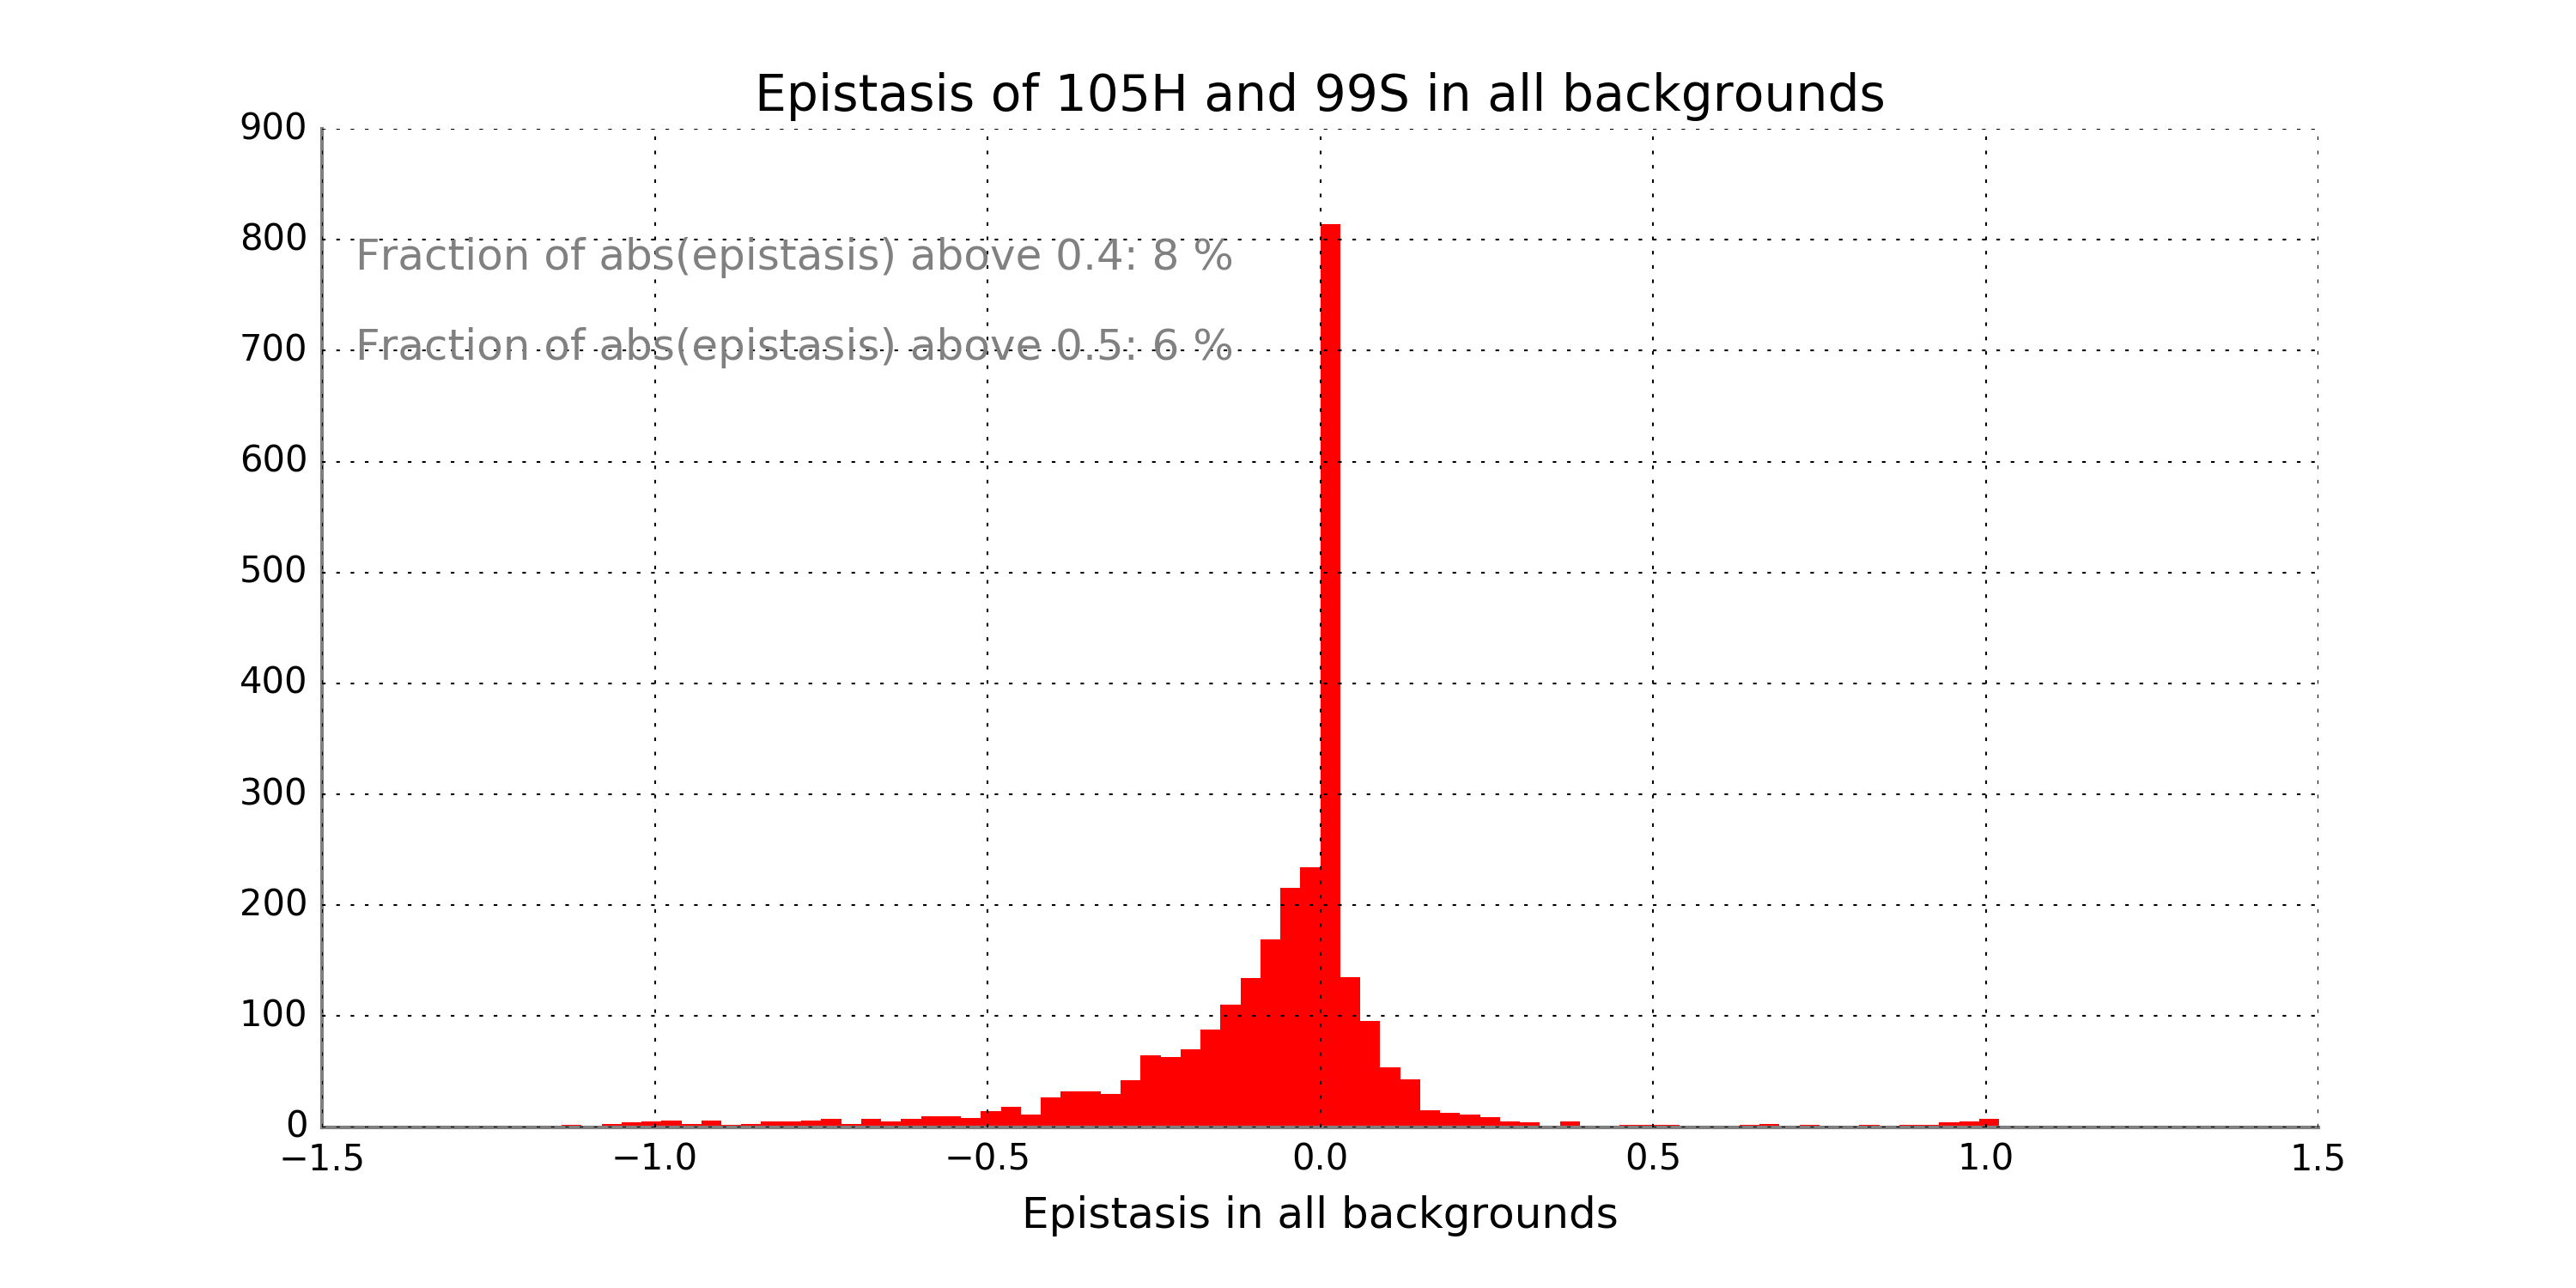 Epistasis of 105H and 99S in all backgrounds
900
800
Fraction of abs(epistasis) above 0.4: 8 %
700
Fraction of abs(epistasis) above 0.5: 6 %
600
500
400
300
200
100
0
−1.5 −1.0 −0.5 0.0 0.5 1.0 1.5
Epistasis in all backgrounds